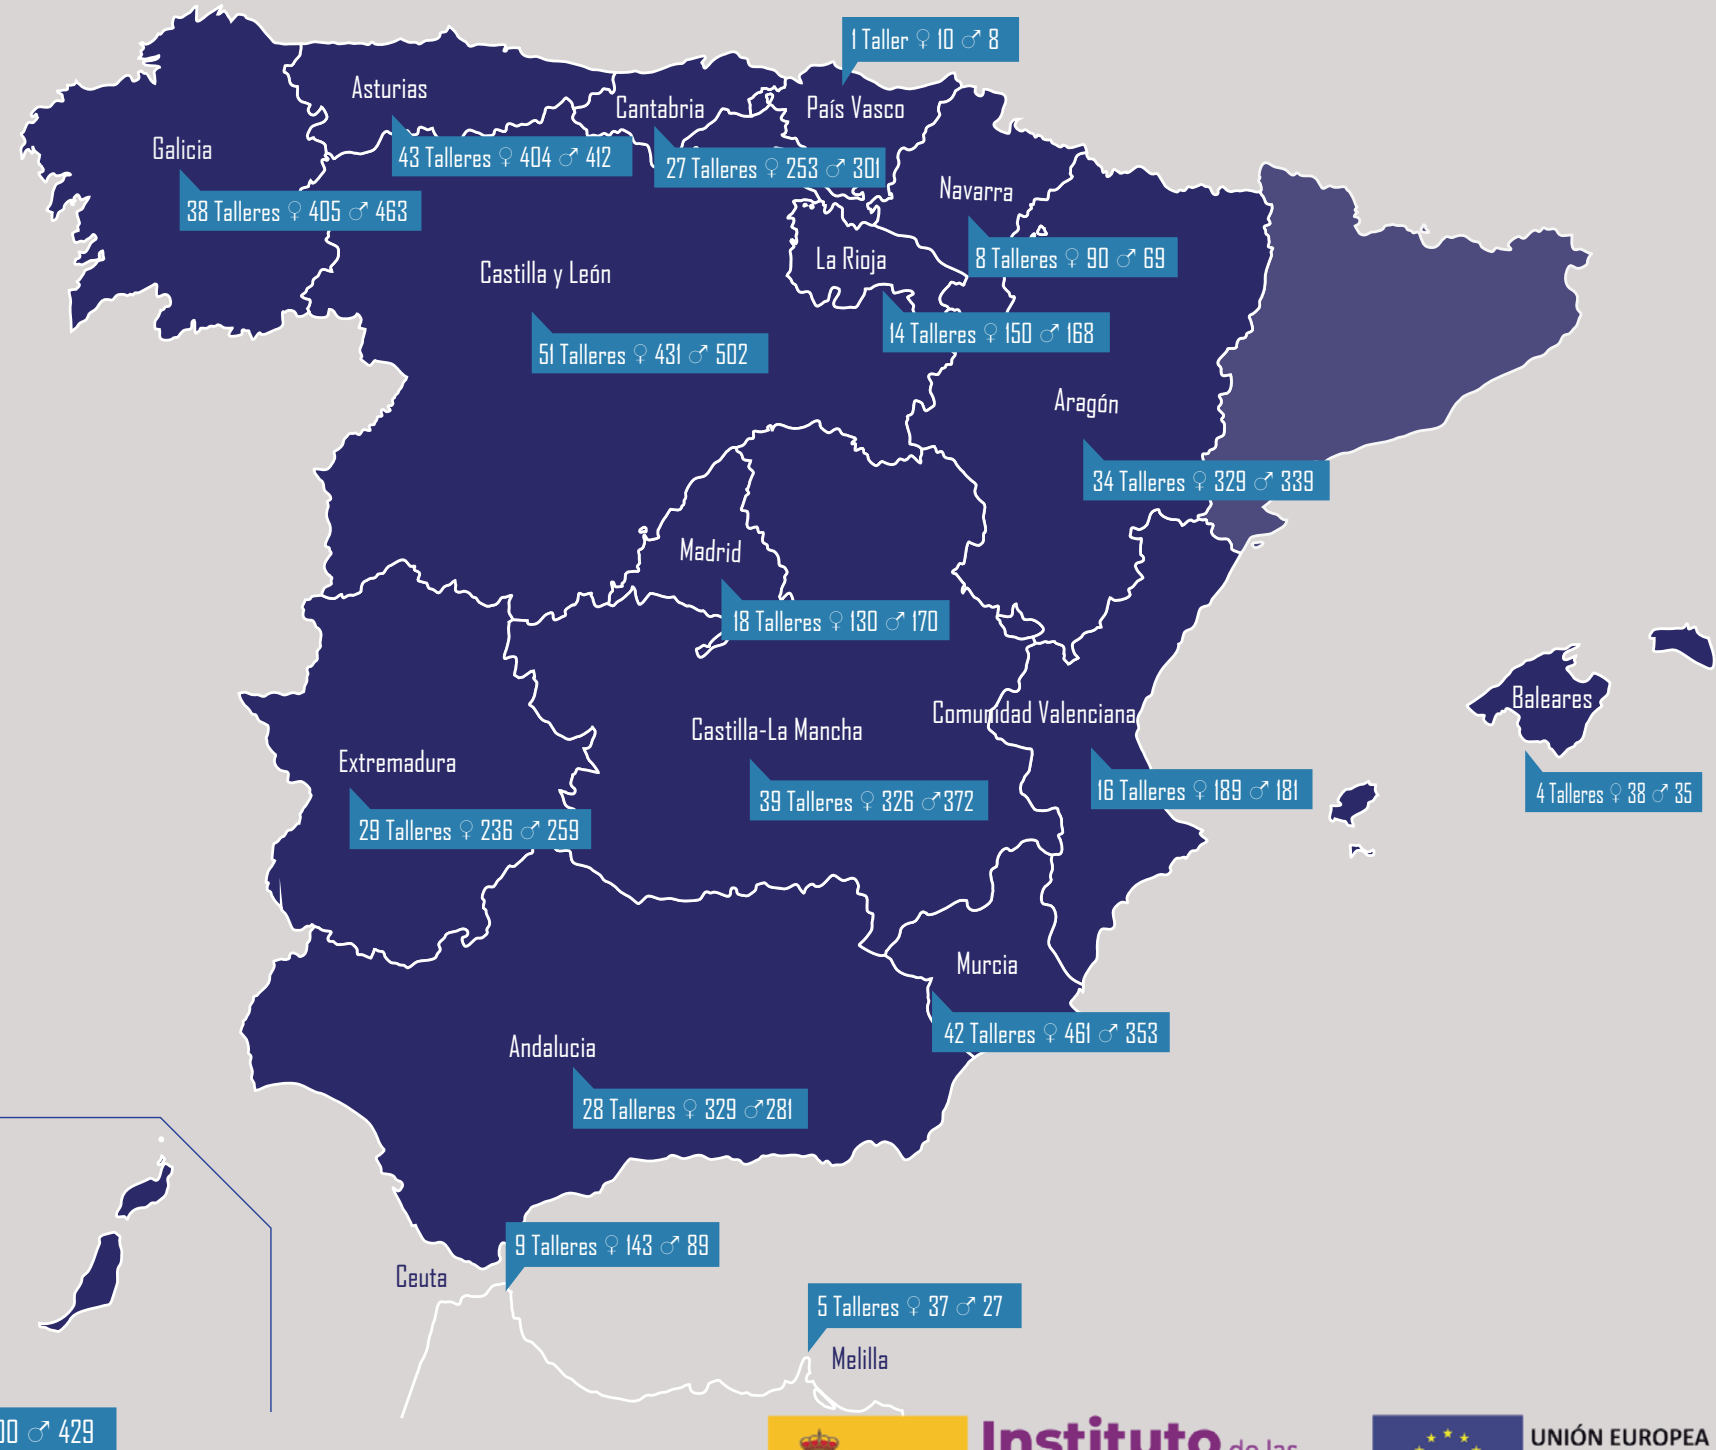 1 Taller ♀ 10 ♂ 8
Asturias
Cantabria
País Vasco
Galicia
43 Talleres ♀ 404 ♂ 412
27 Talleres ♀ 253 ♂ 301
Navarra
38 Talleres ♀ 405 ♂ 463
La Rioja
8 Talleres ♀ 90 ♂ 69
Castilla y León
14 Talleres ♀ 150 ♂ 168
51 Talleres ♀ 431 ♂ 502
Aragón
34 Talleres ♀ 329 ♂ 339
Madrid
18 Talleres ♀ 130 ♂ 170
Baleares
Comunidad Valenciana
Castilla-La Mancha
Extremadura
16 Talleres ♀ 189 ♂ 181
4 Talleres ♀ 38 ♂ 35
39 Talleres ♀ 326 ♂372
29 Talleres ♀ 236 ♂ 259
Murcia
42 Talleres ♀ 461 ♂ 353
Andalucia
28 Talleres ♀ 329 ♂281
9 Talleres ♀ 143 ♂ 89
Ceuta
5 Talleres ♀ 37 ♂ 27
Melilla
♂ 429
Instituto de las
UNIÓN EUROPEA